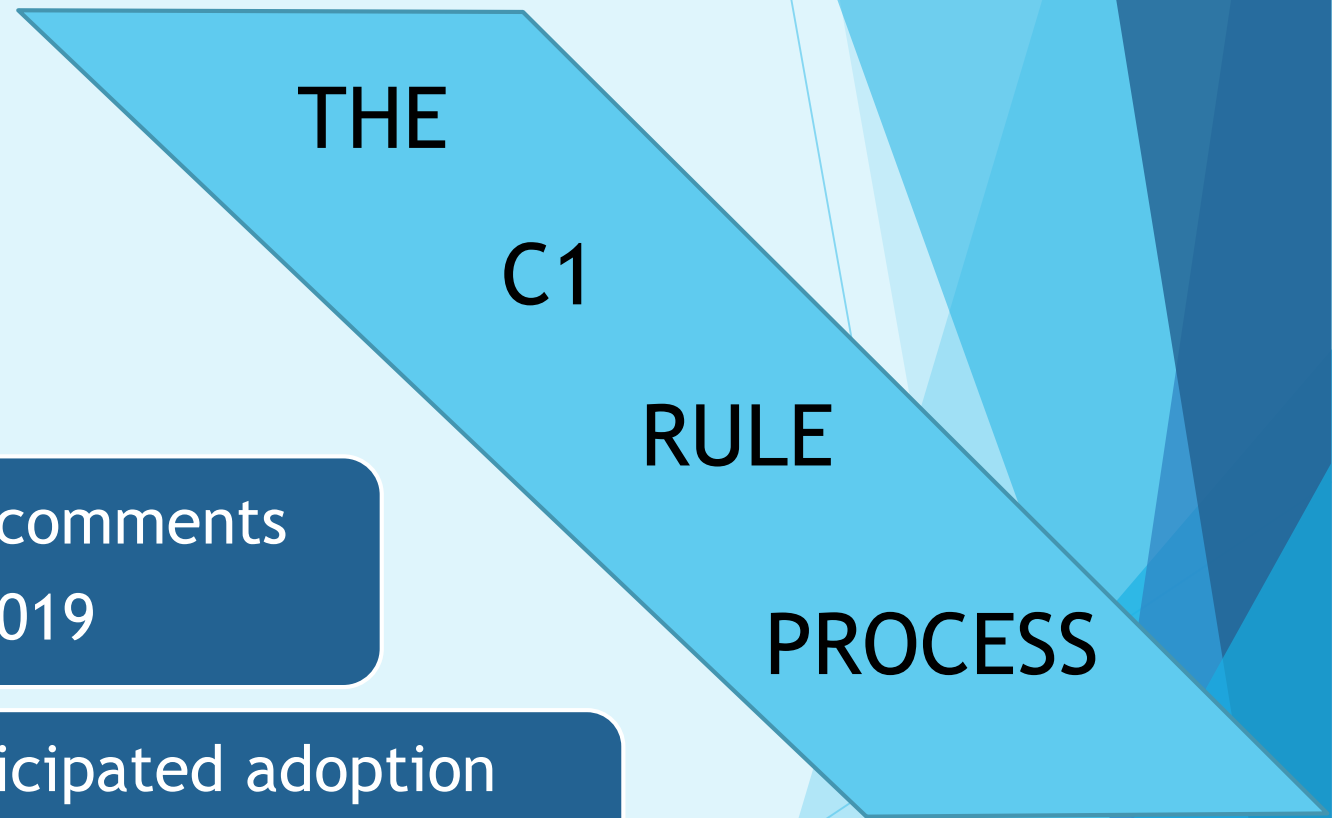 THE
C1
RULE
PROCESS
comments
019
icipated adoption